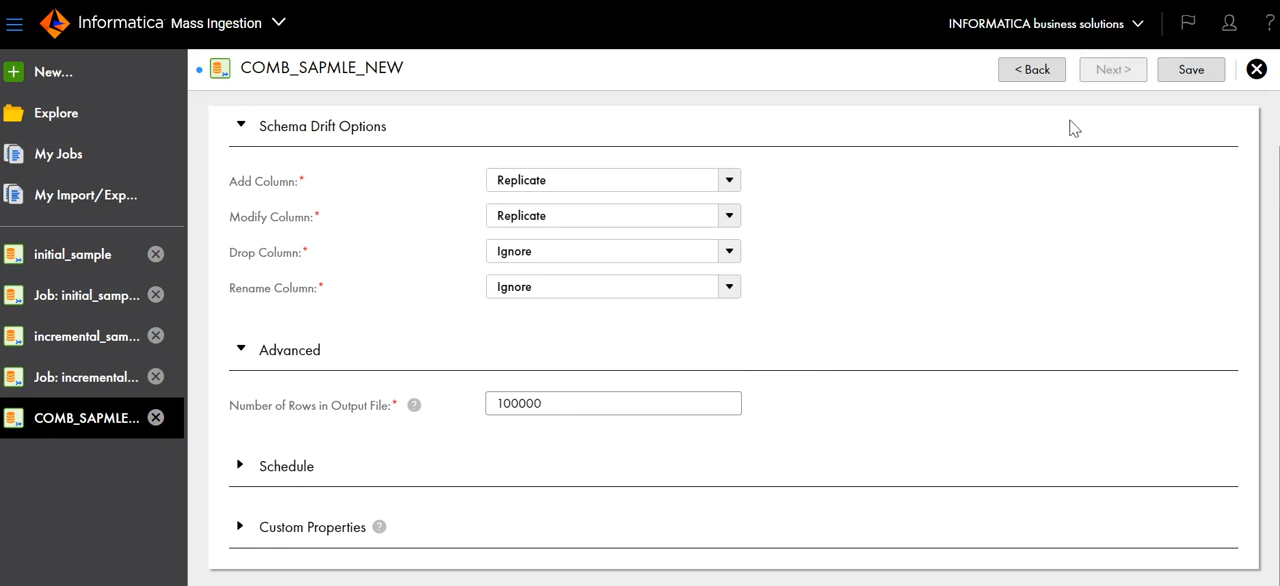 Informatica Mass Ingestion
INFORMATICA business solutions
?
New...
Explore
My Jobs
My Import/Exp...
initial_sample
Job: initial_samp...
incremental_sam...
Job: incremental...
COMB_SAPMLE...
COMB_SAPMLE_NEW
< Back
Next >
Save
Schema Drift Options
Add Column:* Replicate
Modify Column:* Replicate
Drop Column:* Ignore
Rename Column:* Ignore
Advanced
Number of Rows in Output File:* ? 100000
Schedule
Custom Properties ?